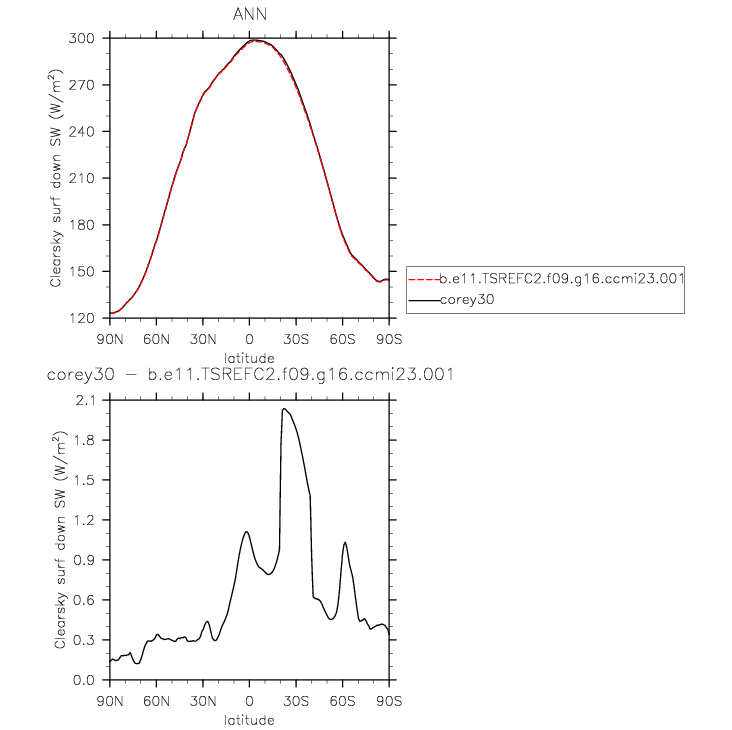 ANN
300
270
240
210
180
150
120
Clearsky surf down SW (W/m²)
90N 60N 30N 0 30S 60S 90S
latitude
b.e11.TSREFC2.f09.g16.ccmi23.001
corey30
corey30 − b.e11.TSREFC2.f09.g16.ccmi23.001
2.1
1.8
1.5
1.2
0.9
0.6
0.3
0.0
Clearsky surf down SW (W/m²)
90N 60N 30N 0 30S 60S 90S
latitude